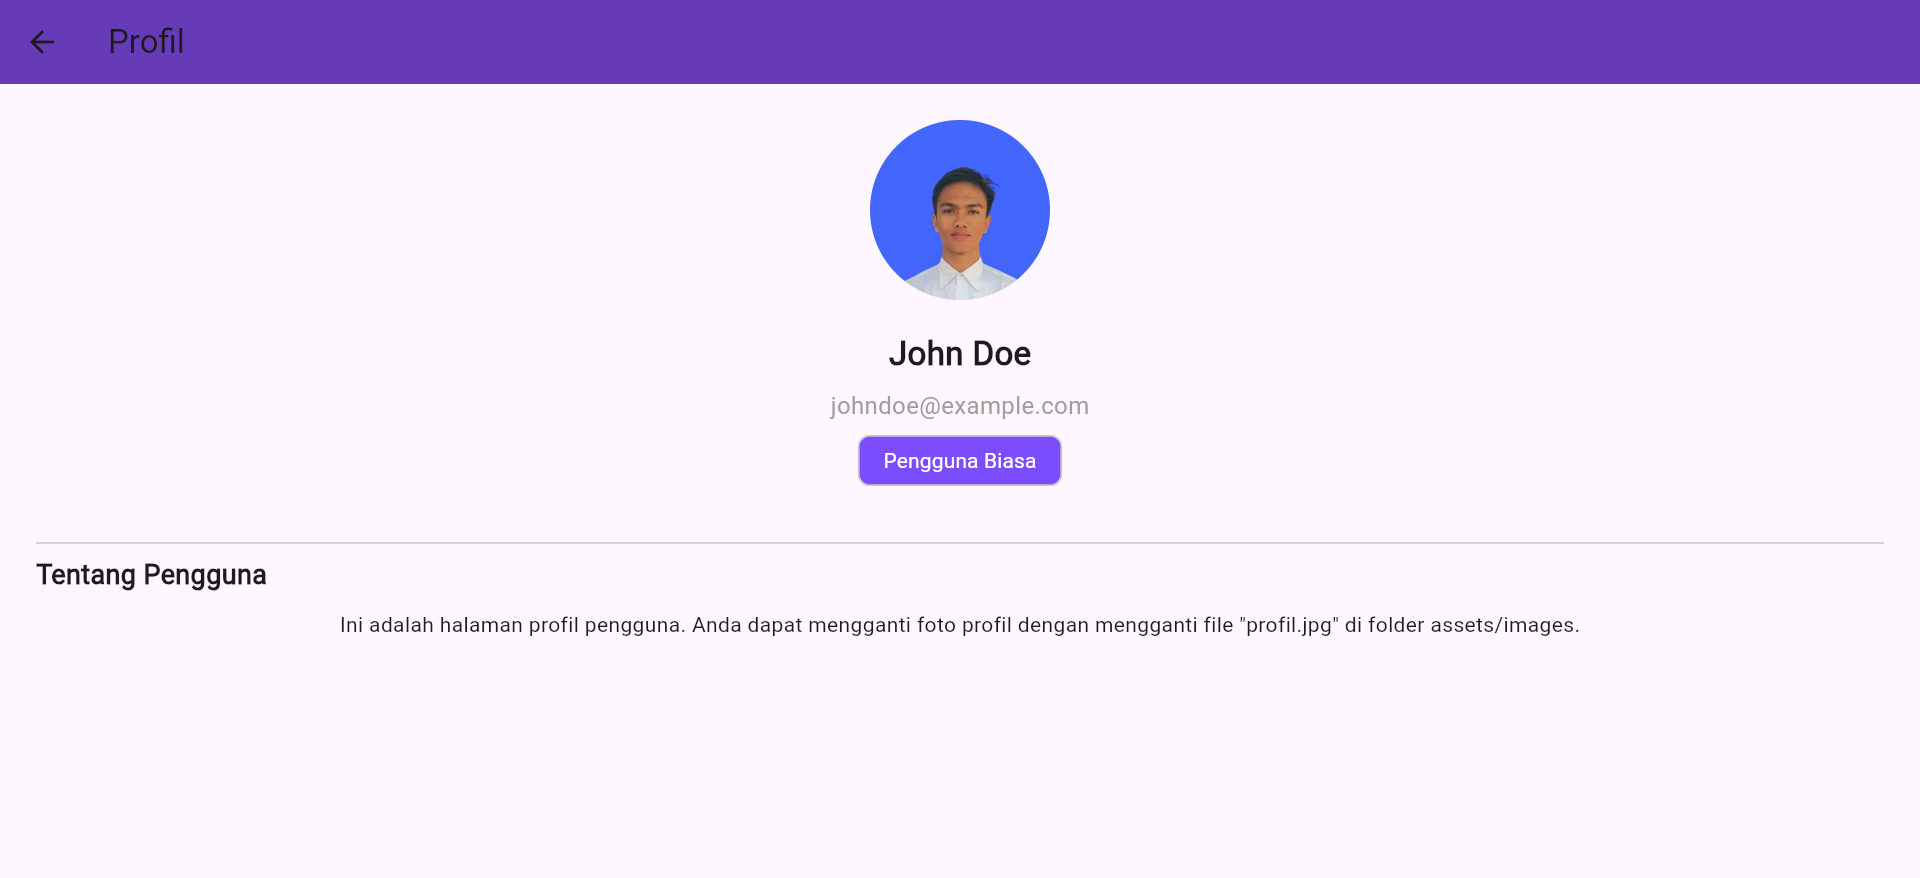 Profil
John Doe
johndoe@example.com
Pengguna Biasa
Tentang Pengguna
Ini adalah halaman profil pengguna. Anda dapat mengganti foto profil dengan mengganti file "profil.jpg" di folder assets/images.